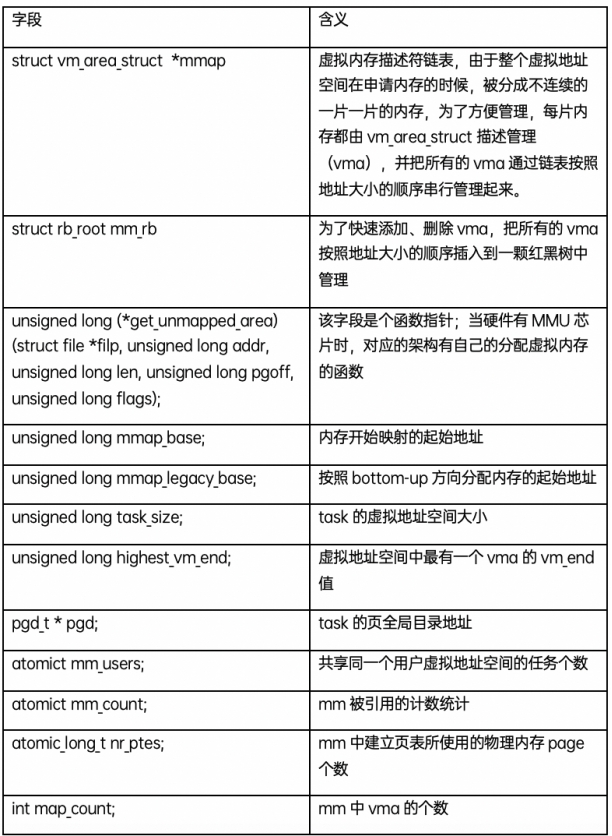 字段
含义
struct vm_area_struct *mmap
虚拟内存描述符链表，由于整个虚拟地址
空间在申请内存的时候，被分成不连续的
一片一片的内存，为了方便管理，每片内
存都由 vm_area_struct 描述管理
（vma），并把所有的 vma 通过链表按照
地址大小的顺序串行管理起来。
struct rb_root mm_rb
为了快速添加、删除 vma，把所有的 vma
按照地址大小的顺序插入到一颗红黑树中
管理
unsigned long (*get_unmapped_area)
(struct file *filp, unsigned long addr,
unsigned long len, unsigned long pgoff,
unsigned long flags);
该字段是个函数指针；当硬件有 MMU 芯
片时，对应的架构有自己的分配虚拟内存
的函数
unsigned long mmap_base;
内存开始映射的起始地址
unsigned long mmap_legacy_base;
按照 bottom-up 方向分配内存的起始地址
unsigned long task_size;
task 的虚拟地址空间大小
unsigned long highest_vm_end;
虚拟地址空间中最有一个 vma 的 vm_end
值
pgd_t * pgd;
task 的页全局目录地址
atomict mm_users;
共享同一个用户虚拟地址空间的任务个数
atomict mm_count;
mm 被引用的计数统计
atomic_long_t nr_ptes;
mm 中建立页表所使用的物理内存 page
个数
int map_count;
mm 中 vma 的个数